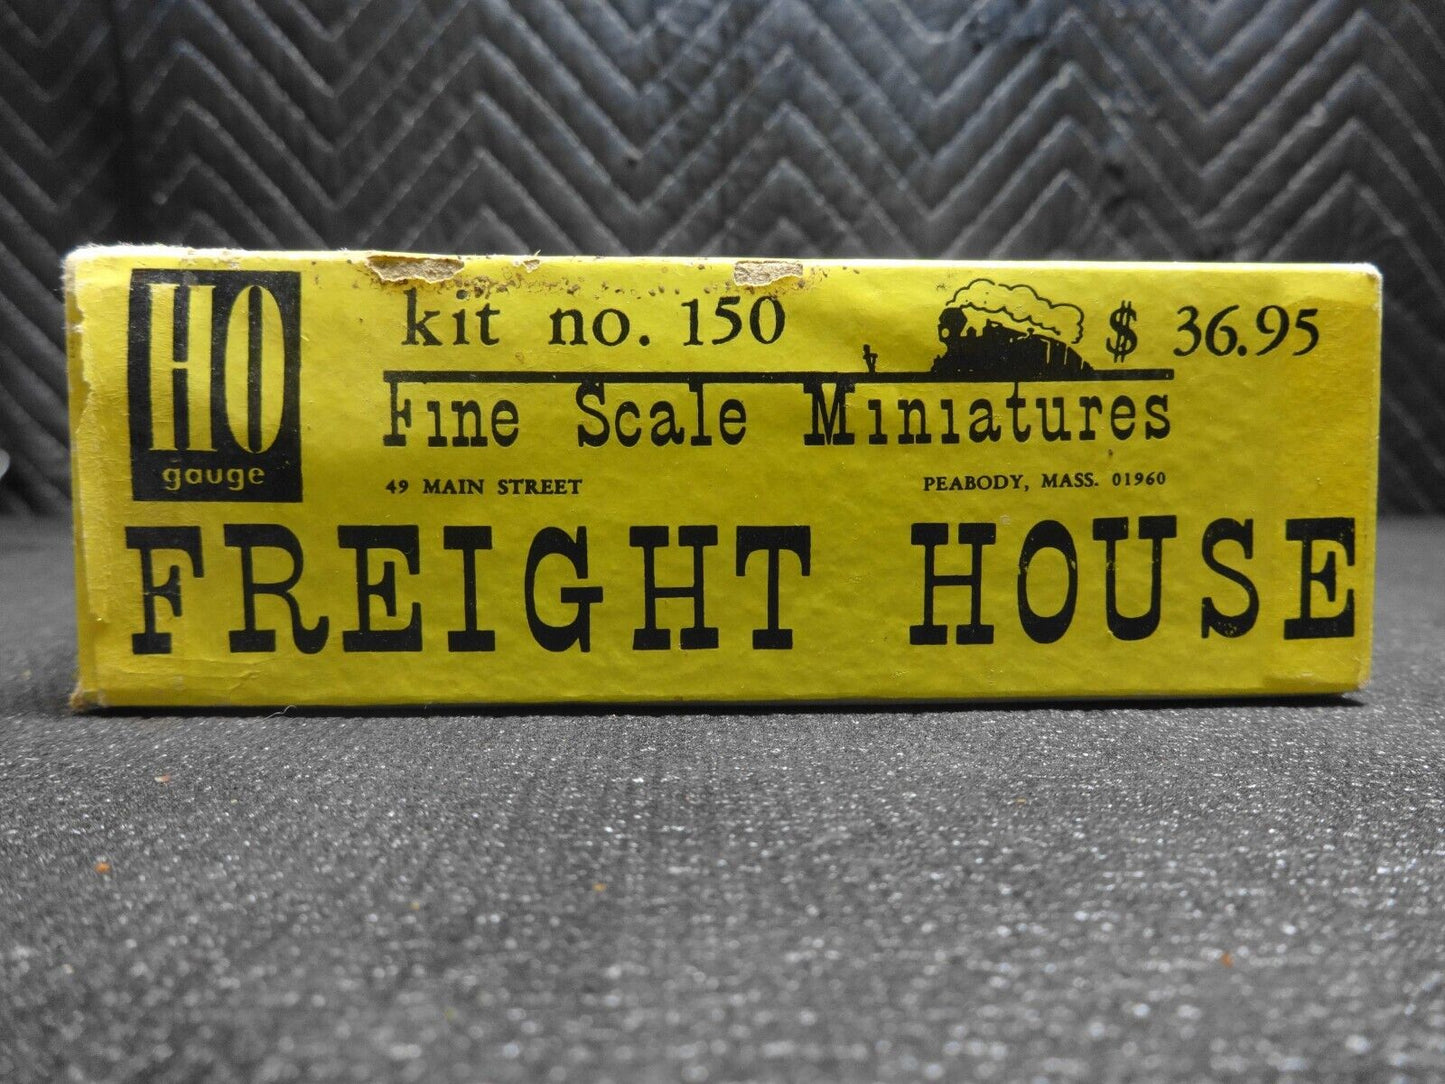 HO
gauge
kit no. 150
$ 36.95
Fine Scale Miniatures
49 MAIN STREET
PEABODY, MASS. 01960
FREIGHT HOUSE